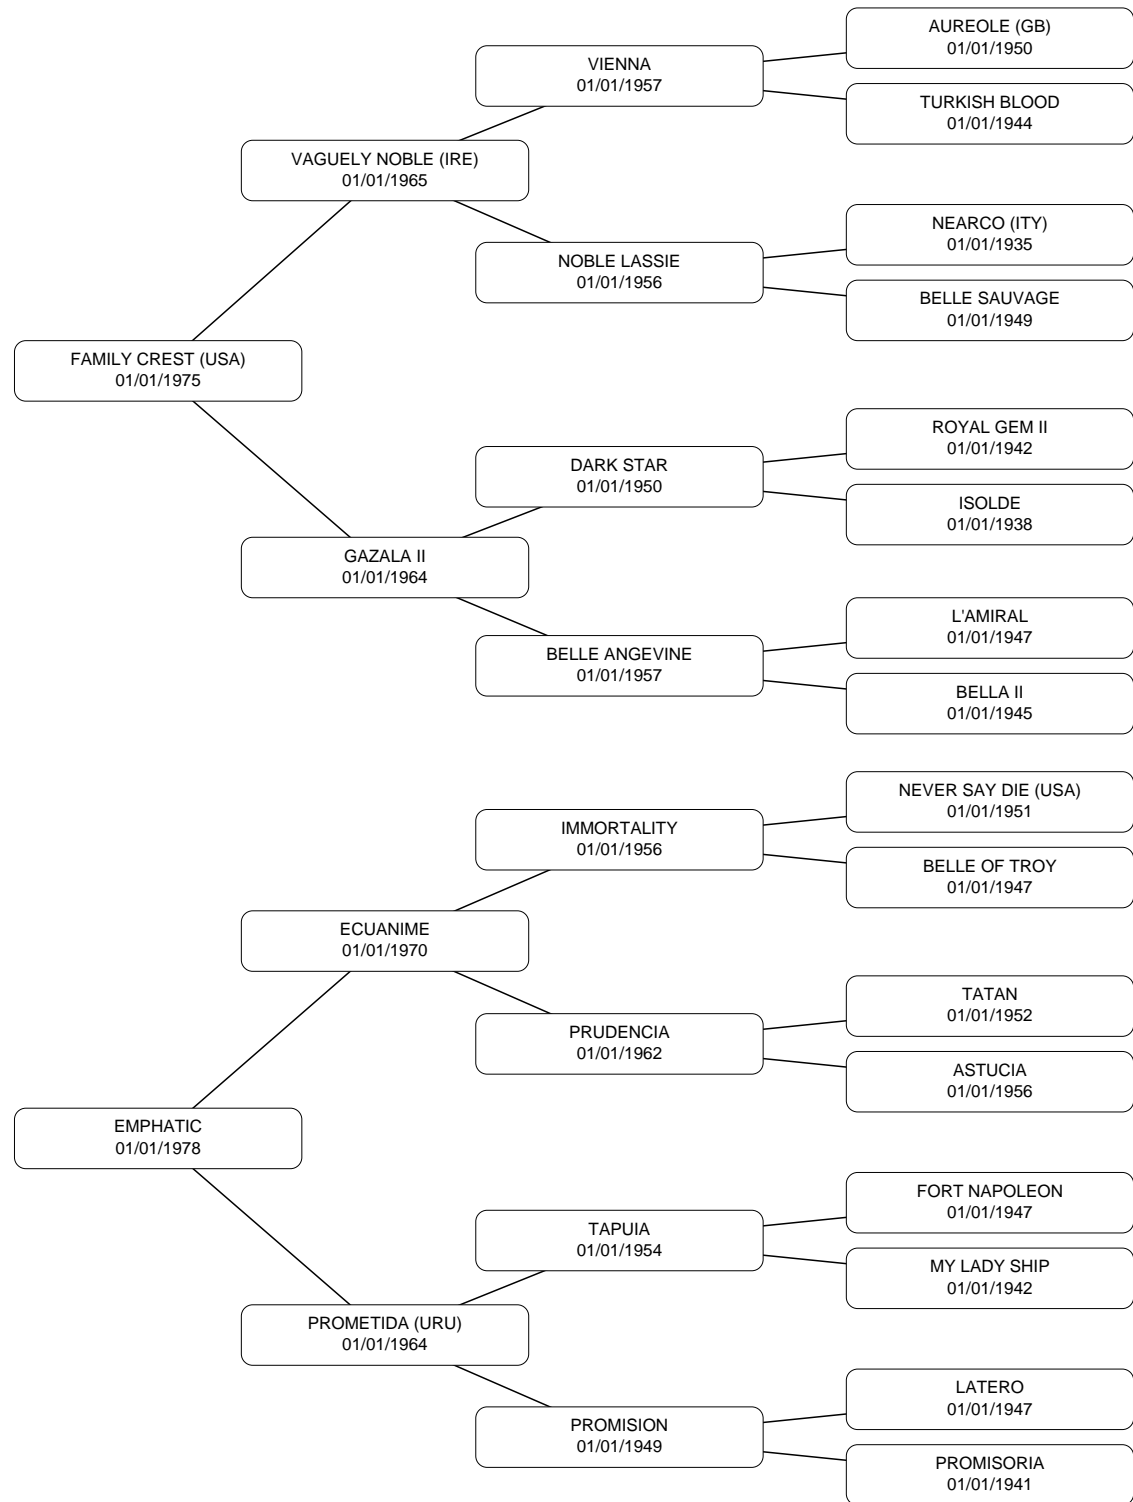 AUREOLE (GB)
01/01/1950
VIENNA
01/01/1957
TURKISH BLOOD
01/01/1944
VAGUELY NOBLE (IRE)
01/01/1965
NEARCO (ITY)
01/01/1935
NOBLE LASSIE
01/01/1956
BELLE SAUVAGE
01/01/1949
FAMILY CREST (USA)
01/01/1975
ROYAL GEM II
01/01/1942
DARK STAR
01/01/1950
ISOLDE
01/01/1938
GAZALA II
01/01/1964
L'AMIRAL
01/01/1947
BELLE ANGEVINE
01/01/1957
BELLA II
01/01/1945
NEVER SAY DIE (USA)
01/01/1951
IMMORTALITY
01/01/1956
BELLE OF TROY
01/01/1947
ECUANIME
01/01/1970
TATAN
01/01/1952
PRUDENCIA
01/01/1962
ASTUCIA
01/01/1956
EMPHATIC
01/01/1978
FORT NAPOLEON
01/01/1947
TAPUIA
01/01/1954
MY LADY SHIP
01/01/1942
PROMETIDA (URU)
01/01/1964
LATERO
01/01/1947
PROMISION
01/01/1949
PROMISORIA
01/01/1941